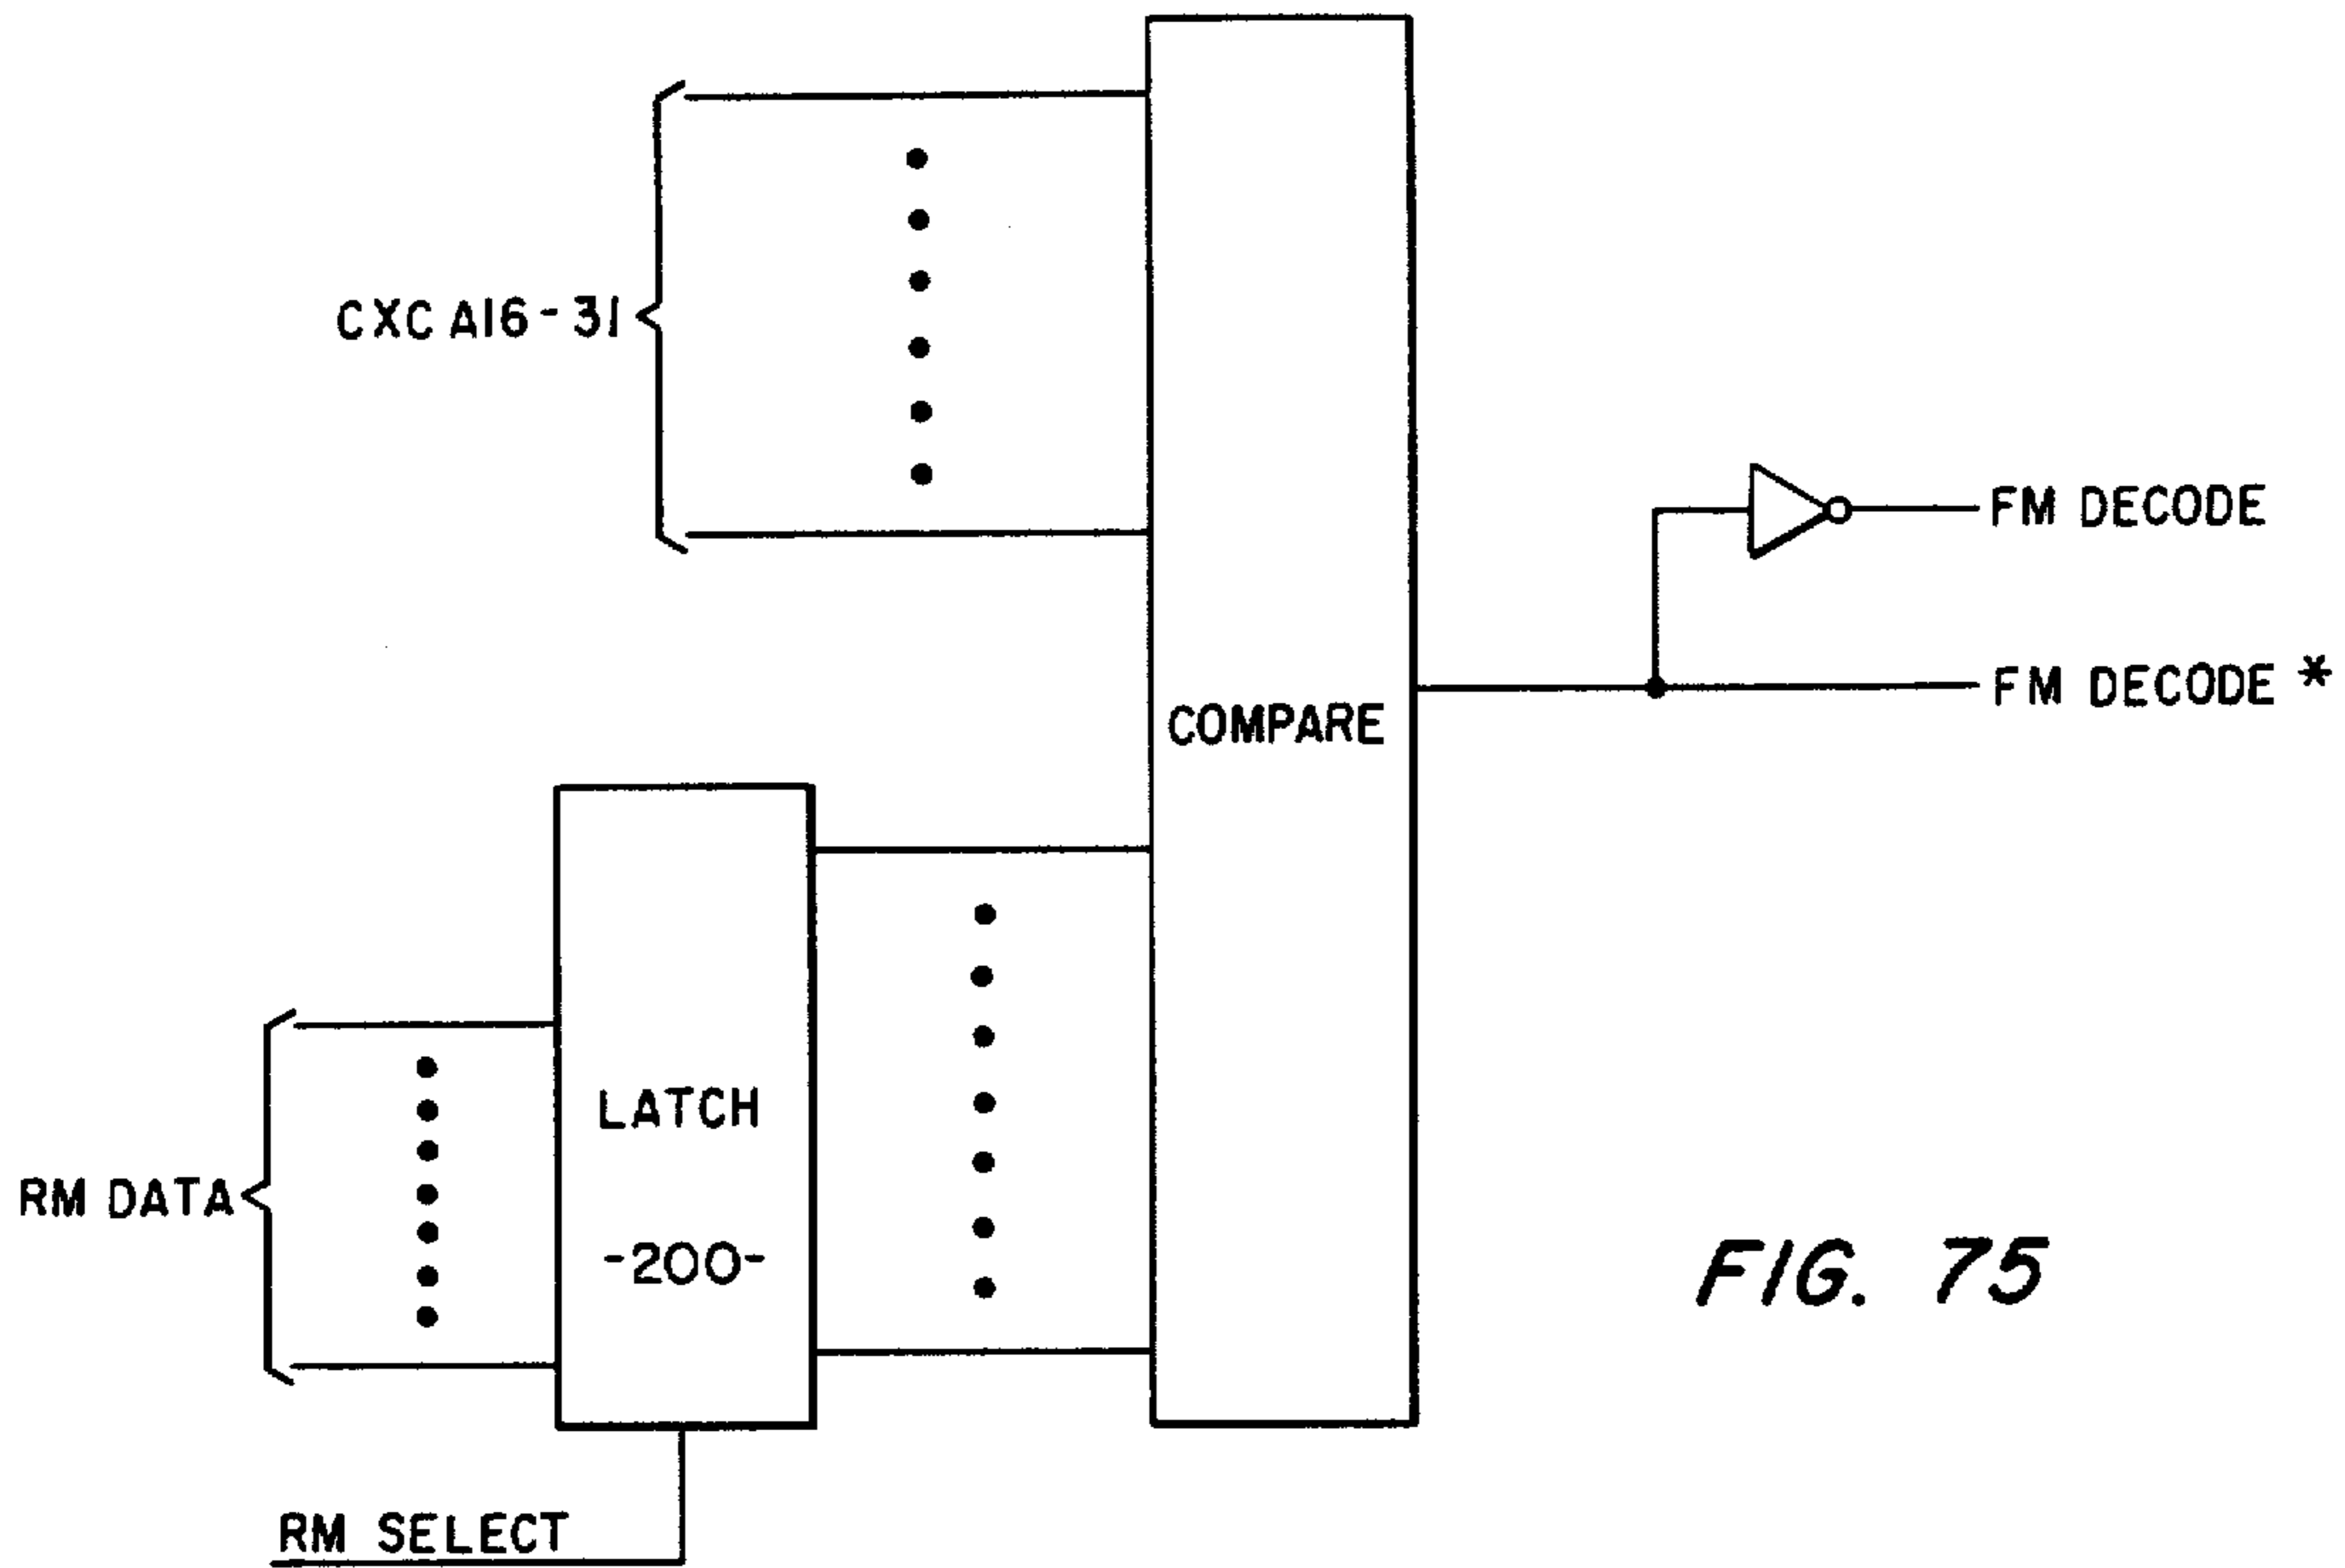 CXC A16-31
FM DECODE
FM DECODE *
COMPARE
LATCH
-200-
RM DATA
RM SELECT
FIG. 75